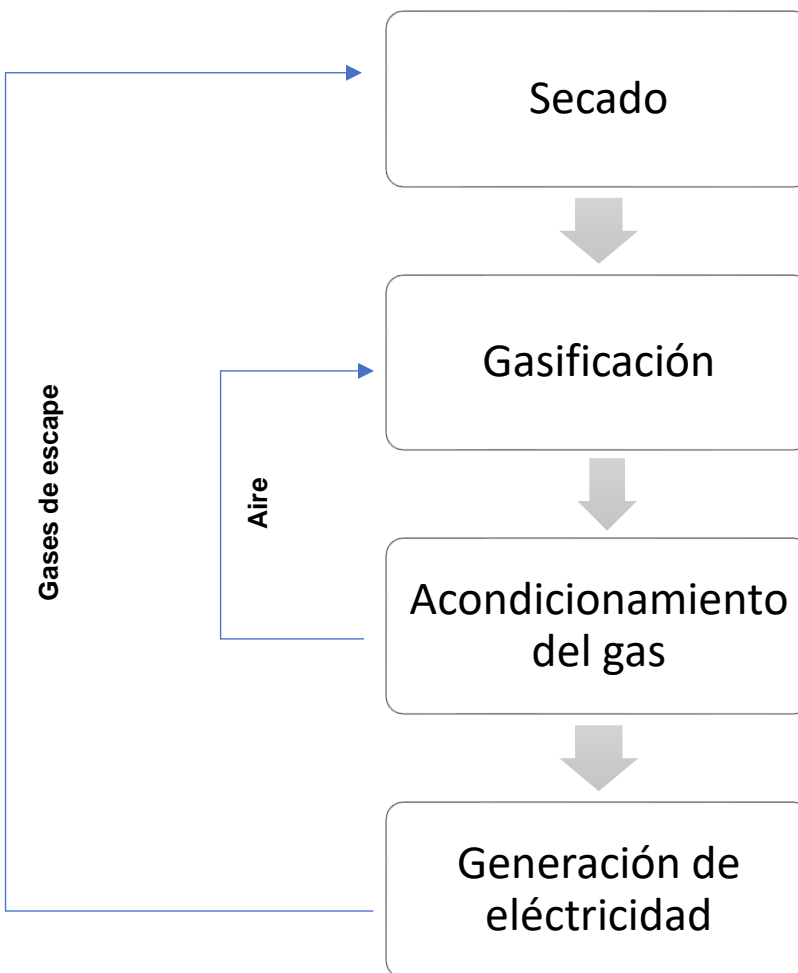 Secado
Gasificación
Gases de escape
Aire
Acondicionamiento
del gas
Generación de
eléctricidad